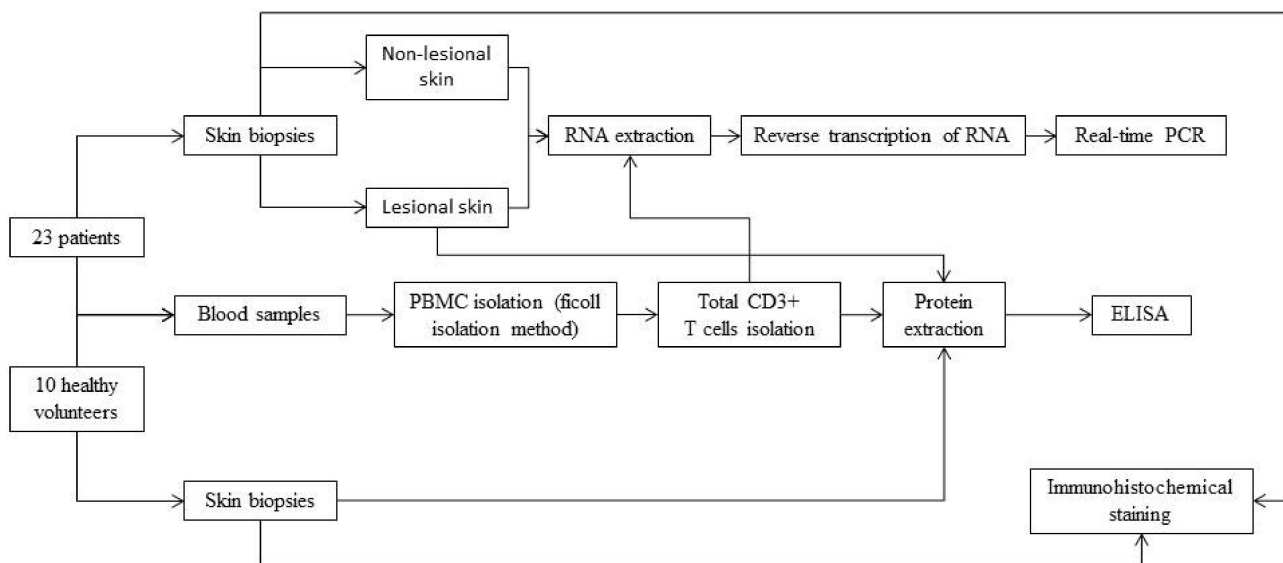 Non-lesional
skin
Skin biopsies
RNA extraction
Reverse transcription of RNA
Real-time PCR
Lesional skin
23 patients
Blood samples
PBMC isolation (ficoll
isolation method)
Total CD3+
T cells isolation
Protein
extraction
ELISA
10 healthy
volunteers
Skin biopsies
Immunohistochemical
staining